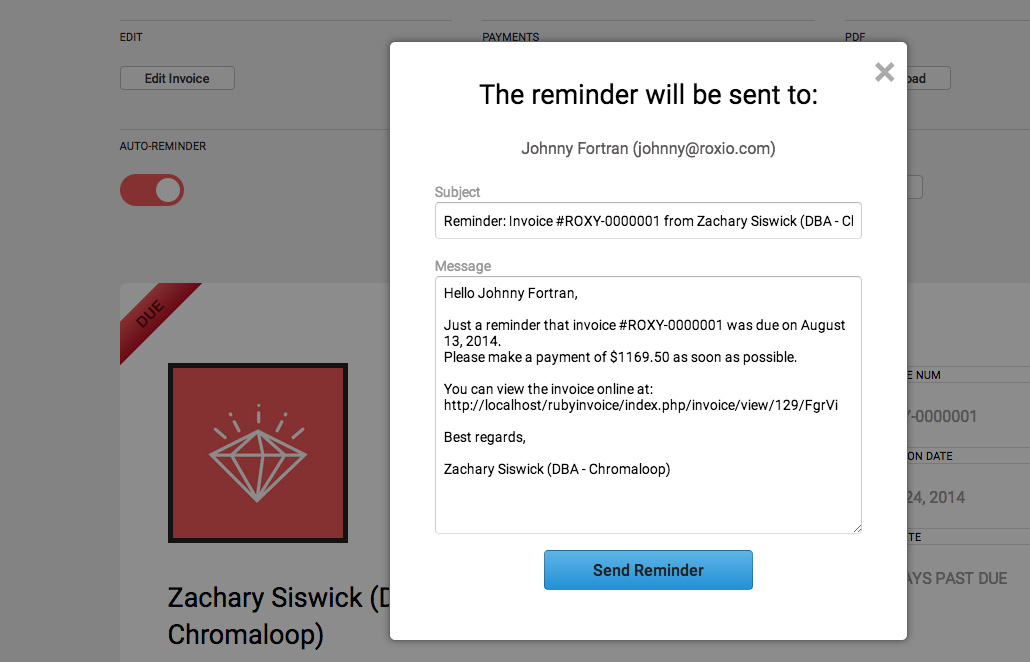 EDIT
PAYMENTS
PDF
Edit Invoice
AUTO-REMINDER
The reminder will be sent to:
Johnny Fortran (johnny@roxio.com)
Subject
Reminder: Invoice #ROXY-0000001 from Zachary Siswick (DBA - Cl
Message
Hello Johnny Fortran,
Just a reminder that invoice #ROXY-0000001 was due on August
13, 2014.
Please make a payment of $1169.50 as soon as possible.
You can view the invoice online at:
http://localhost/rubyinvoice/index.php/invoice/view/129/FgrVi
Best regards,
Zachary Siswick (DBA - Chromaloop)
Send Reminder
DUE
Zachary Siswick (D
Chromaloop)
E NUM
Y-0000001
ON DATE
24, 2014
TE
AYS PAST DUE